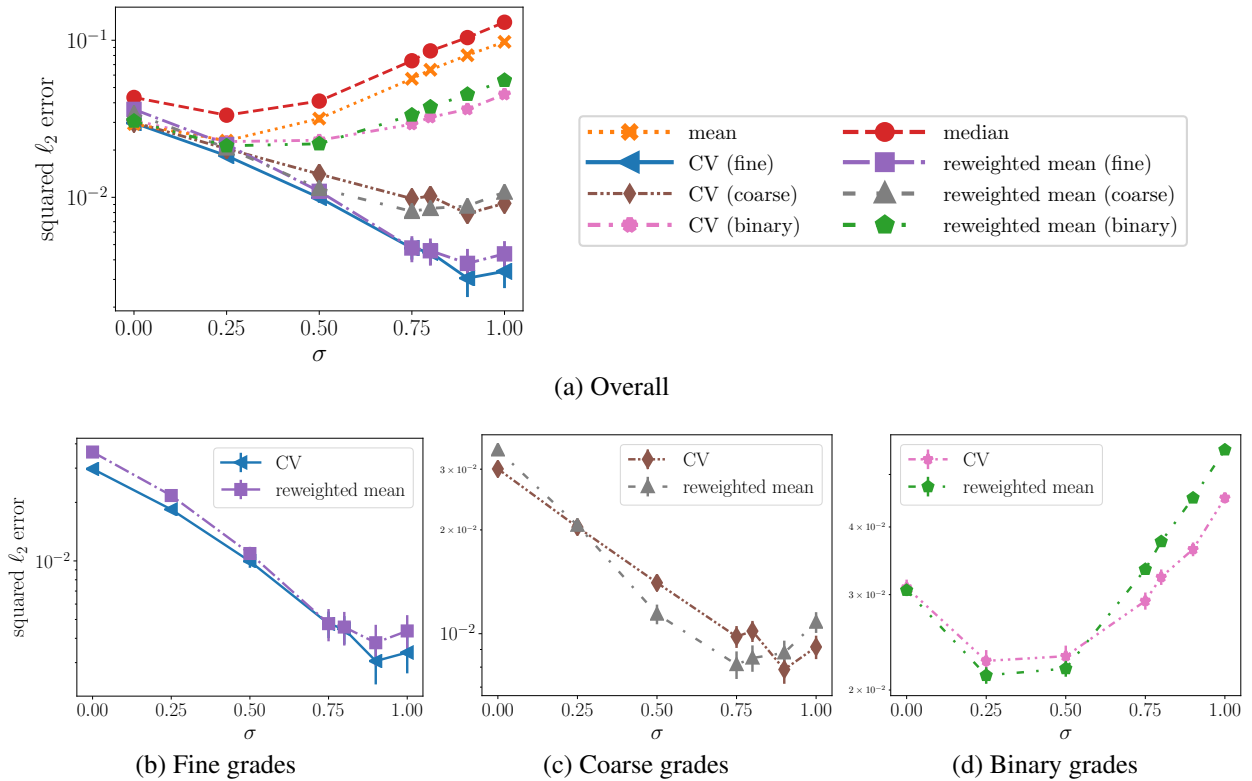 squared ℓ₂ error
10⁻¹
10⁻²
0.00 0.25 0.50 0.75 1.00
σ
mean
CV (fine)
CV (coarse)
CV (binary)
median
reweighted mean (fine)
reweighted mean (coarse)
reweighted mean (binary)
(a) Overall
squared ℓ₂ error
10⁻²
CV
reweighted mean
0.00 0.25 0.50 0.75 1.00
σ
(b) Fine grades
3 × 10⁻²
2 × 10⁻²
10⁻²
CV
reweighted mean
0.00 0.25 0.50 0.75 1.00
σ
(c) Coarse grades
4 × 10⁻²
3 × 10⁻²
2 × 10⁻²
CV
reweighted mean
0.00 0.25 0.50 0.75 1.00
σ
(d) Binary grades